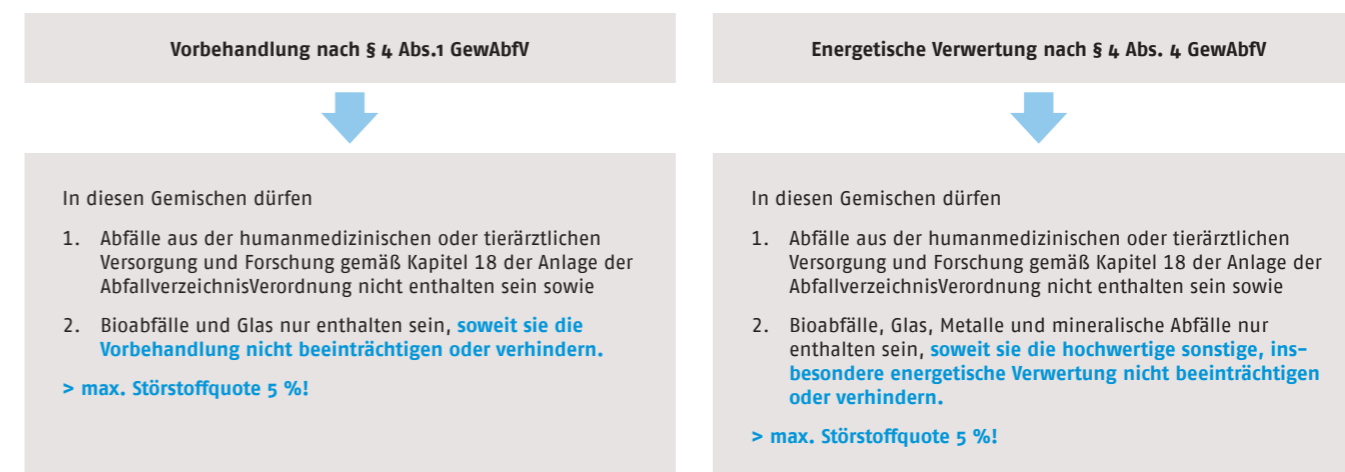 Vorbehandlung nach § 4 Abs.1 GewAbfV
In diesen Gemischen dürfen
1. Abfälle aus der humanmedizinischen oder tierärztlichen
Versorgung und Forschung gemäß Kapitel 18 der Anlage der
AbfallverzeichnisVerordnung nicht enthalten sein sowie
2. Bioabfälle und Glas nur enthalten sein, soweit sie die
Vorbehandlung nicht beeinträchtigen oder verhindern.
> max. Störstoffquote 5 %!
Energetische Verwertung nach § 4 Abs. 4 GewAbfV
In diesen Gemischen dürfen
1. Abfälle aus der humanmedizinischen oder tierärztlichen
Versorgung und Forschung gemäß Kapitel 18 der Anlage der
AbfallverzeichnisVerordnung nicht enthalten sein sowie
2. Bioabfälle, Glas, Metalle und mineralische Abfälle nur
enthalten sein, soweit sie die hochwertige sonstige, ins-
besondere energetische Verwertung nicht beeinträchtigen
oder verhindern.
> max. Störstoffquote 5 %!